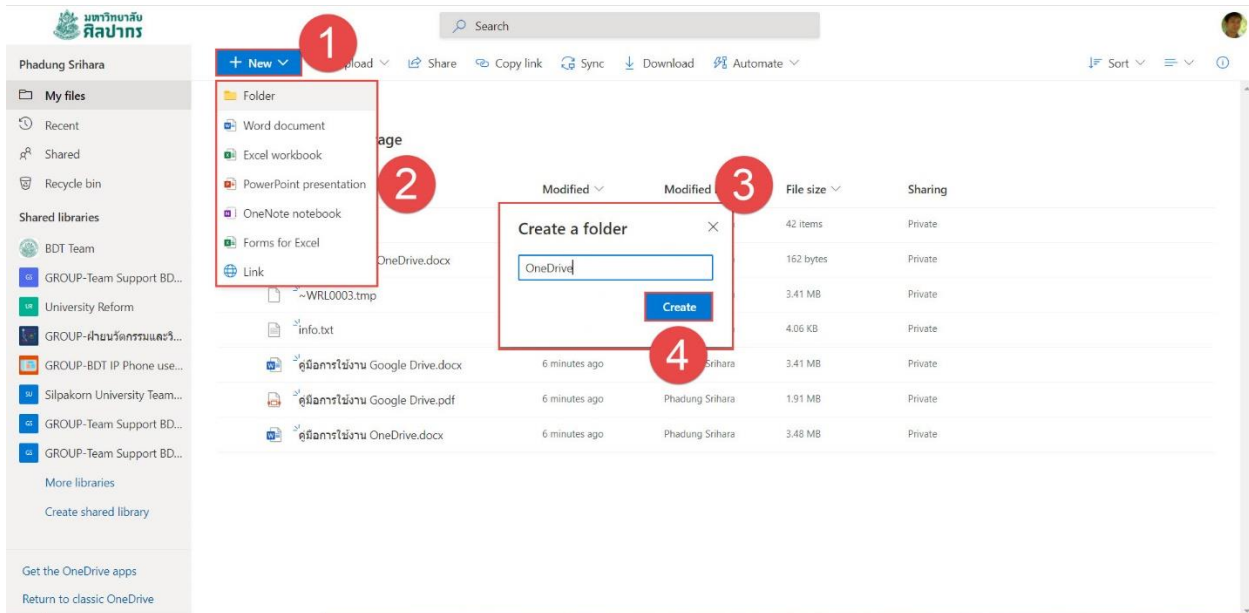 มหาวิทยาลัย
ศิลปากร
Search
Phadung Srihara
+ New
1
Share
Copy link
Sync
Download
Automate
Sort
My files
Recent
Shared
Recycle bin
Shared libraries
BDT Team
GROUP-Team Support BD...
University Reform
GROUP-ฝ่ายนวัตกรรมและวิ...
GROUP-BDT IP Phone use...
Silpakorn University Team...
GROUP-Team Support BD...
GROUP-Team Support BD...
More libraries
Create shared library
Get the OneDrive apps
Return to classic OneDrive
Folder
Word document
Excel workbook
PowerPoint presentation
OneNote notebook
Forms for Excel
Link
2
Modified
Modified
3
File size
Sharing
42 items
Private
OneDrive.docx
162 bytes
Private
~WRL0003.tmp
3.41 MB
Private
info.txt
4.06 KB
Private
คู่มือการใช้งาน Google Drive.docx
6 minutes ago
Srihara
3.41 MB
Private
คู่มือการใช้งาน Google Drive.pdf
6 minutes ago
Phadung Srihara
1.91 MB
Private
คู่มือการใช้งาน OneDrive.docx
6 minutes ago
Phadung Srihara
3.48 MB
Private
Create a folder
OneDrive
Create
4